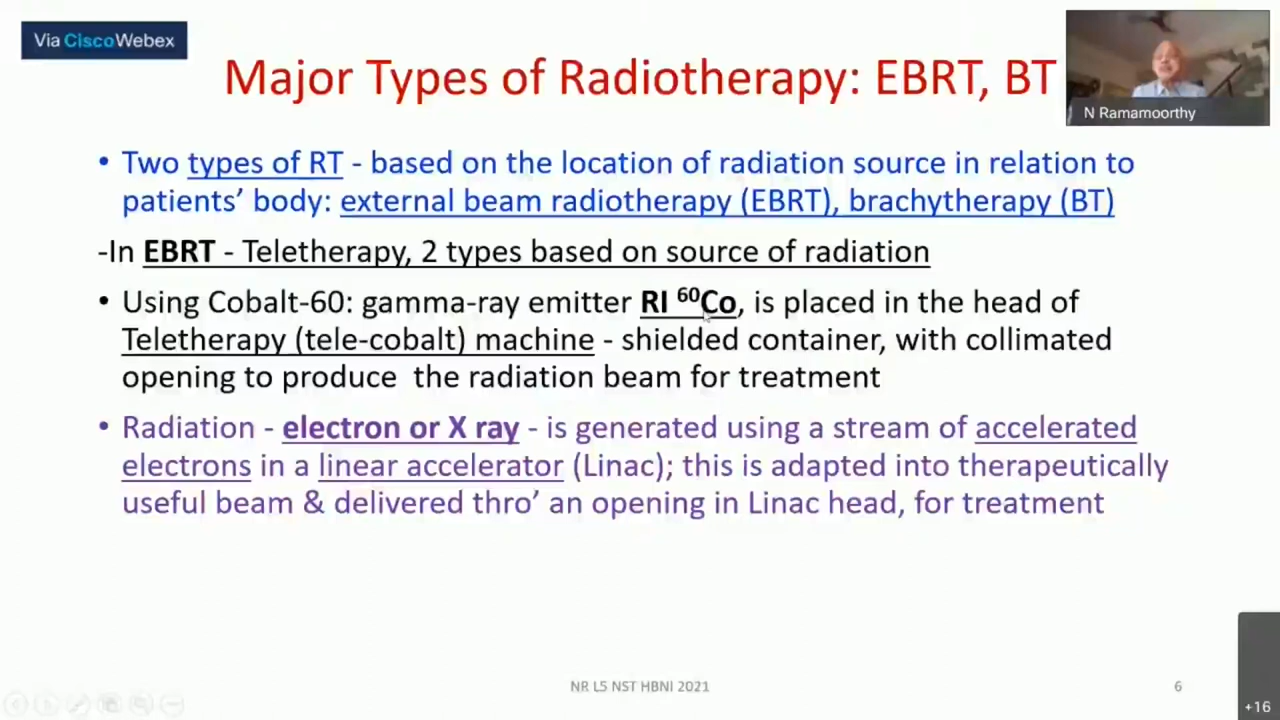 Via CiscoWebex
Major Types of Radiotherapy: EBRT, BT
N Ramamoorthy
• Two types of RT - based on the location of radiation source in relation to
patients’ body: external beam radiotherapy (EBRT), brachytherapy (BT)
-In EBRT - Teletherapy, 2 types based on source of radiation
• Using Cobalt-60: gamma-ray emitter RI ⁶⁰Co, is placed in the head of
Teletherapy (tele-cobalt) machine - shielded container, with collimated
opening to produce the radiation beam for treatment
• Radiation - electron or X ray - is generated using a stream of accelerated
electrons in a linear accelerator (Linac); this is adapted into therapeutically
useful beam & delivered thro’ an opening in Linac head, for treatment
NR L5 NST HBNI 2021
6
+16